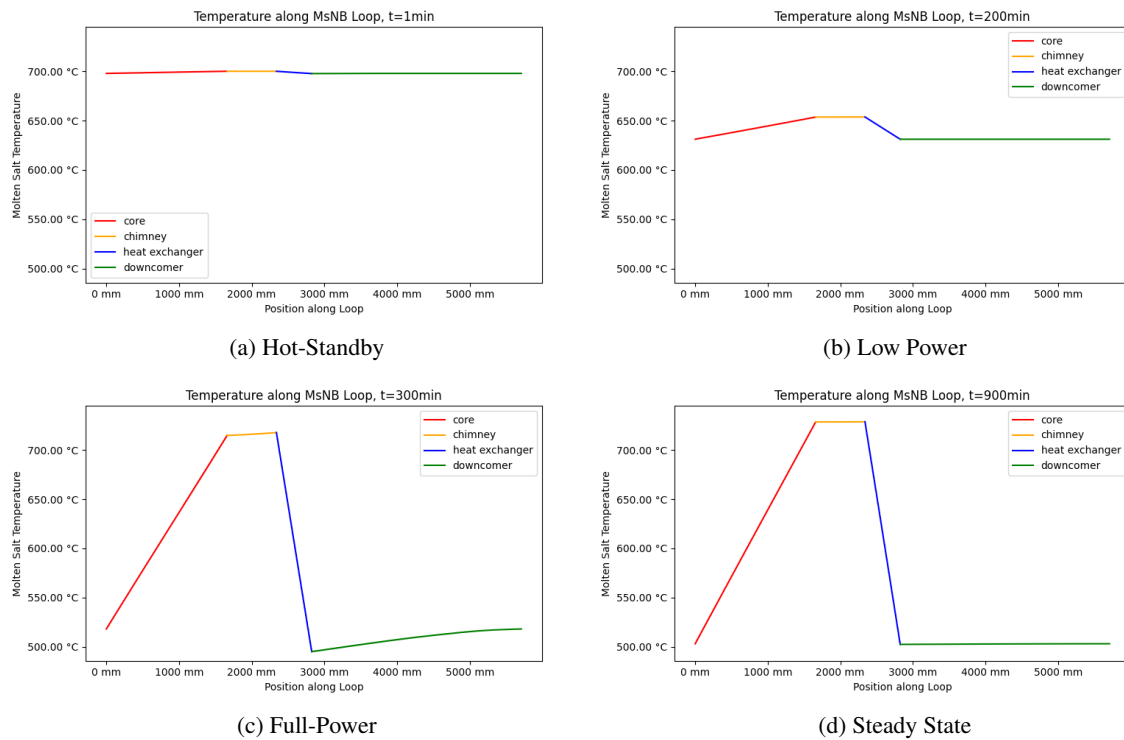 Temperature along MsNB Loop, t=1min
Molten Salt Temperature
700.00 °C
650.00 °C
600.00 °C
550.00 °C
500.00 °C
core
chimney
heat exchanger
downcomer
0 mm 1000 mm 2000 mm 3000 mm 4000 mm 5000 mm
Position along Loop
(a) Hot-Standby
Temperature along MsNB Loop, t=200min
Molten Salt Temperature
700.00 °C
650.00 °C
600.00 °C
550.00 °C
500.00 °C
core
chimney
heat exchanger
downcomer
0 mm 1000 mm 2000 mm 3000 mm 4000 mm 5000 mm
Position along Loop
(b) Low Power
Temperature along MsNB Loop, t=300min
Molten Salt Temperature
700.00 °C
650.00 °C
600.00 °C
550.00 °C
500.00 °C
core
chimney
heat exchanger
downcomer
0 mm 1000 mm 2000 mm 3000 mm 4000 mm 5000 mm
Position along Loop
(c) Full-Power
Temperature along MsNB Loop, t=900min
Molten Salt Temperature
700.00 °C
650.00 °C
600.00 °C
550.00 °C
500.00 °C
core
chimney
heat exchanger
downcomer
0 mm 1000 mm 2000 mm 3000 mm 4000 mm 5000 mm
Position along Loop
(d) Steady State